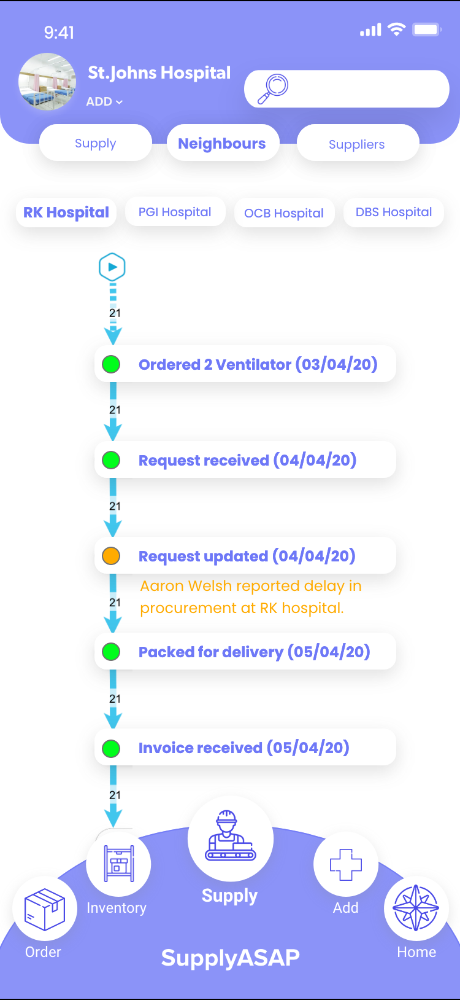 9:41
St.Johns Hospital
ADD
Supply
Neighbours
Suppliers
RK Hospital
PGI Hospital
OCB Hospital
DBS Hospital
21
Ordered 2 Ventilator (03/04/20)
21
Request received (04/04/20)
21
Request updated (04/04/20)
Aaron Welsh reported delay in
procurement at RK hospital.
21
Packed for delivery (05/04/20)
21
Invoice received (05/04/20)
21
Supply
Inventory
Add
Order
Home
SupplyASAP